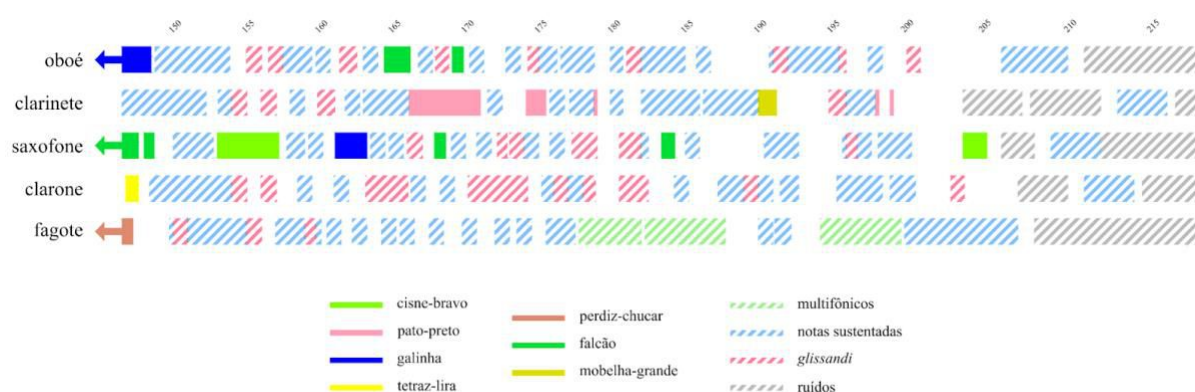 150 155 160 165 170 175 180 185 190 195 200 205 210 215
oboé
clarinete
saxofone
clarone
fagote
cisne-bravo
pato-preto
galinha
tetraz-lira
perdiz-chucar
falcão
mobelha-grande
multifônicos
notas sustentadas
glissandi
ruídos